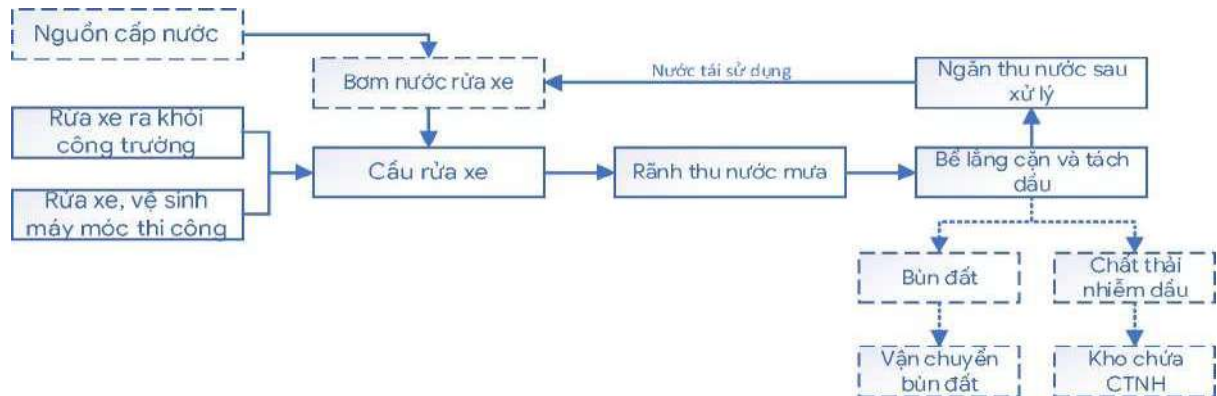 Nguồn cấp nước
Bơm nước rửa xe
Nước tái sử dụng
Ngăn thu nước sau
xử lý
Rửa xe ra khỏi
công trường
Cầu rửa xe
Rãnh thu nước mưa
Bể lắng cặn và tách
dầu
Rửa xe, vệ sinh
máy móc thi công
Bùn đất
Chất thải
nhiễm dầu
Vận chuyển
bùn đất
Kho chứa
CTNH